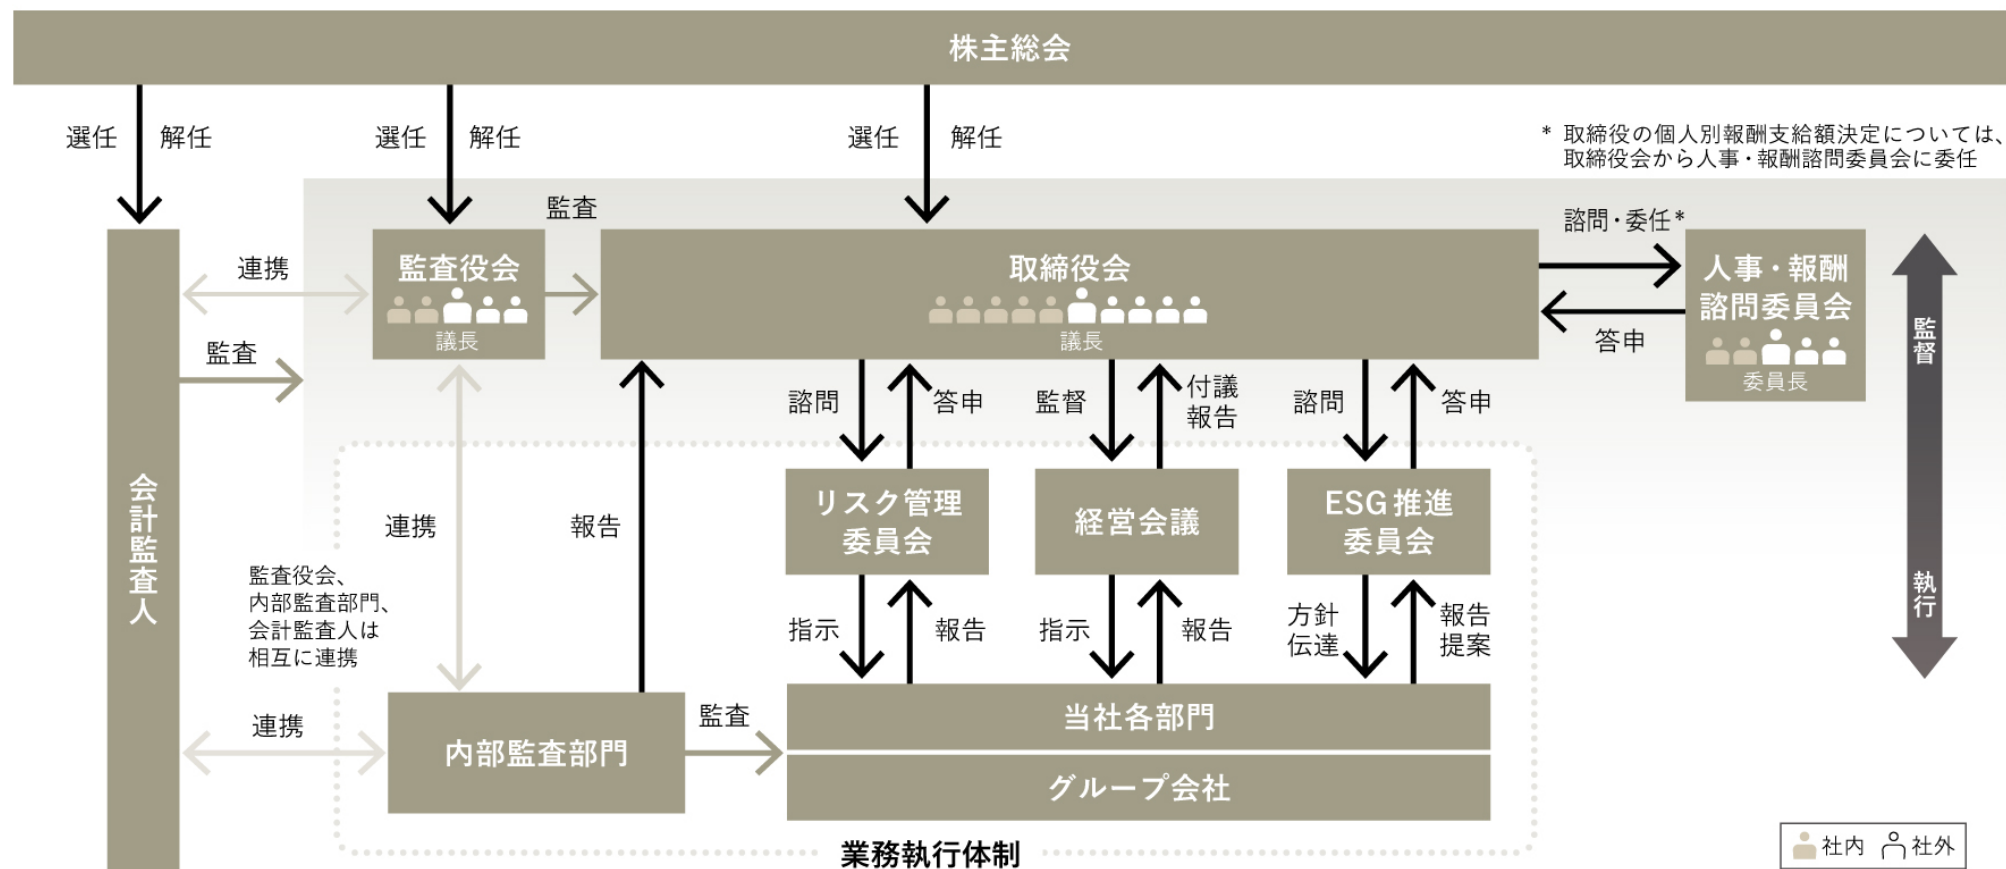 株主総会
選任
解任
選任
解任
選任
解任
* 取締役の個人別報酬支給額決定については、
取締役会から人事・報酬諮問委員会に委任
監査
諮問・委任*
連携
監査役会
議長
取締役会
議長
人事・報酬
諮問委員会
委員長
答申
監督
執行
監査
諮問
答申
監督
付議
報告
諮問
答申
会計監査人
連携
報告
リスク管理
委員会
経営会議
ESG推進
委員会
監査役会、
内部監査部門、
会計監査人は
相互に連携
指示
報告
指示
報告
方針
伝達
報告
提案
連携
内部監査部門
監査
当社各部門
グループ会社
業務執行体制
社内
社外